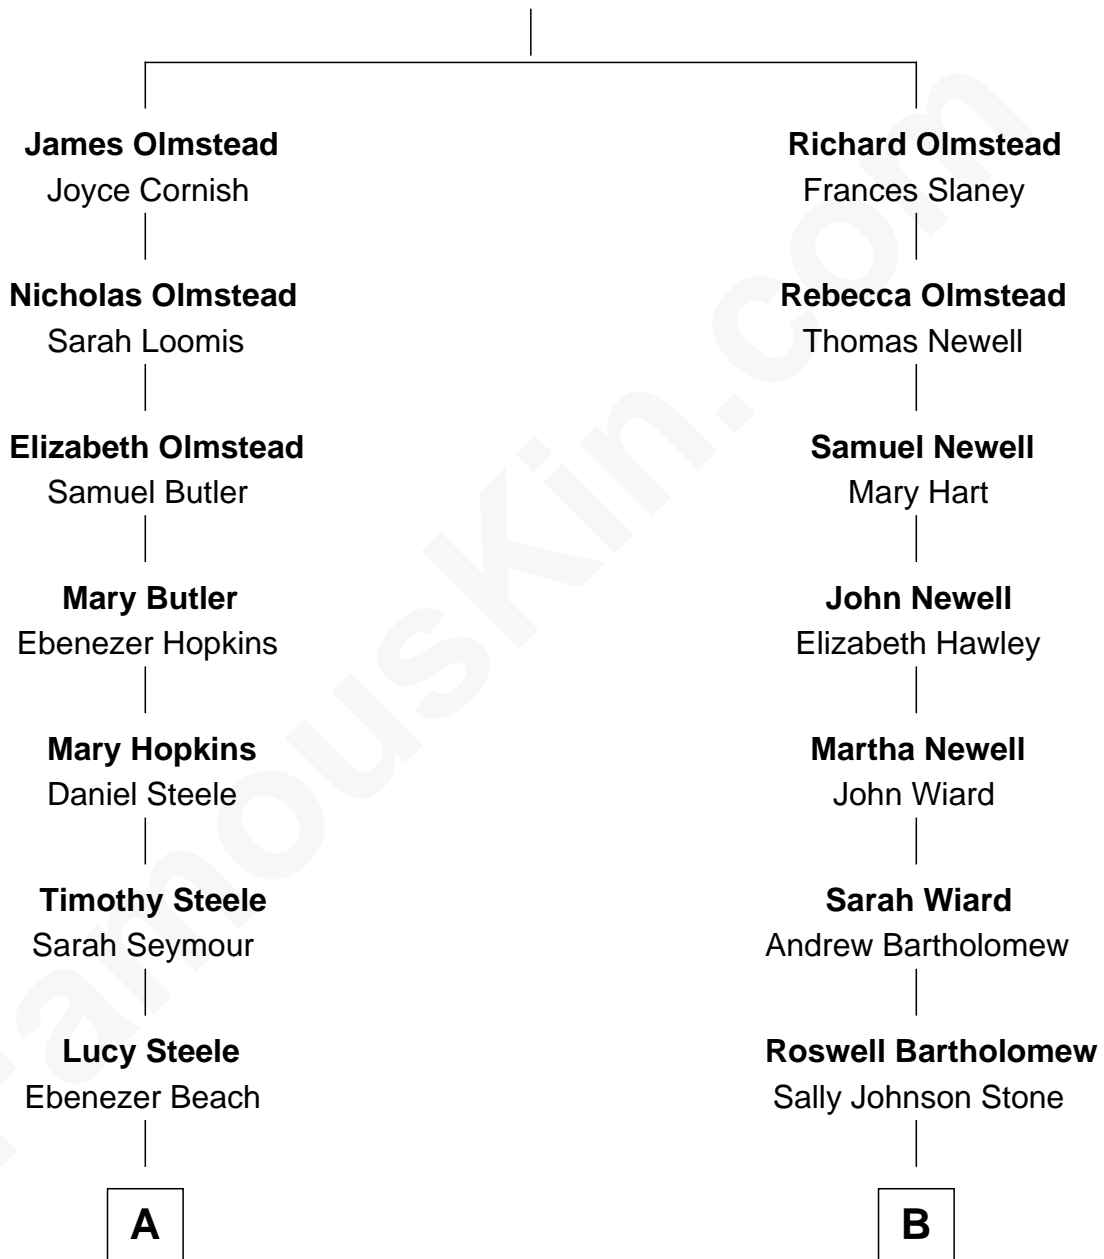 James Olmstead
Joyce Cornish
Nicholas Olmstead
Sarah Loomis
Elizabeth Olmstead
Samuel Butler
Mary Butler
Ebenezer Hopkins
Mary Hopkins
Daniel Steele
Timothy Steele
Sarah Seymour
Lucy Steele
Ebenezer Beach
A
Richard Olmstead
Frances Slaney
Rebecca Olmstead
Thomas Newell
Samuel Newell
Mary Hart
John Newell
Elizabeth Hawley
Martha Newell
John Wiard
Sarah Wiard
Andrew Bartholomew
Roswell Bartholomew
Sally Johnson Stone
B
FamousKin.com